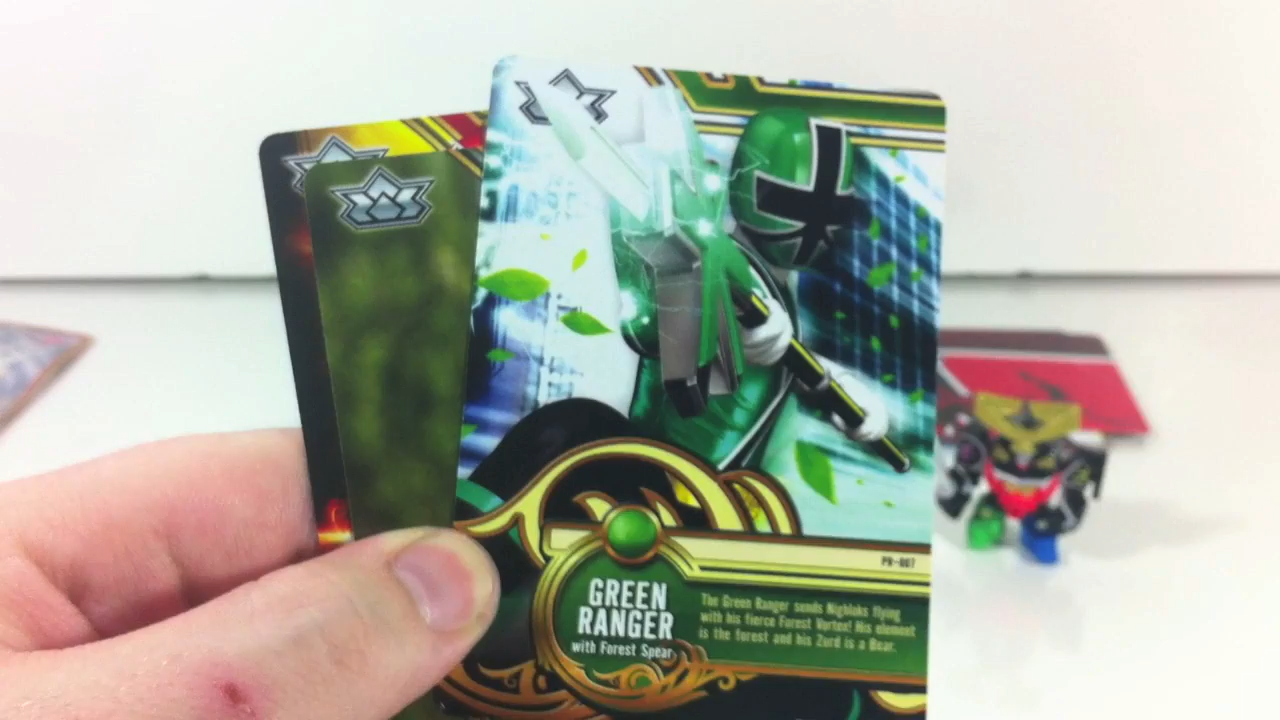 PR-007
GREEN
RANGER
with Forest Spear
The Green Ranger sends Nighloks flying
with his fierce Forest Vortex! His element
is the forest and his Zord is a Bear.